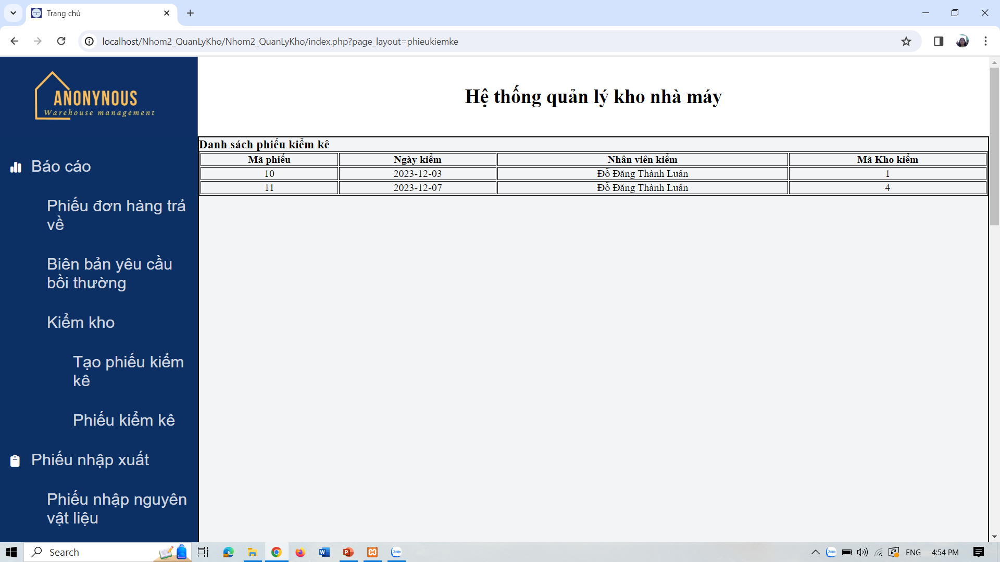 Trang chủ
localhost/Nhom2_QuanLyKho/Nhom2_QuanLyKho/index.php?page_layout=phieukiemke
ANONYNOUS
Warehouse management
Báo cáo
Phiếu đơn hàng trả
về
Biên bản yêu cầu
bồi thường
Kiểm kho
Tạo phiếu kiểm
kê
Phiếu kiểm kê
Phiếu nhập xuất
Phiếu nhập nguyên
vật liệu
Hệ thống quản lý kho nhà máy
Danh sách phiếu kiểm kê
Mã phiếu Ngày kiểm Nhân viên kiểm Mã Kho kiểm
10 2023-12-03 Đỗ Đăng Thành Luân 1
11 2023-12-07 Đỗ Đăng Thành Luân 4
Search
Zalo
Zalo
ENG
4:54 PM